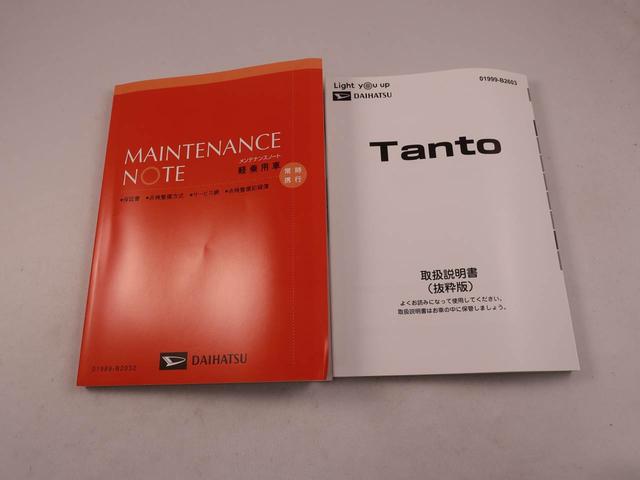 MAINTENANCE
NOTE
メンテナンスノート
軽乗用車
常時
携行
●保証書 ●点検整備方式 ●サービス網 ●点検整備記録簿
DAIHATSU
01999-B2032
Light you up
01999-B2603
DAIHATSU
Tanto
取扱説明書
(抜粋版)
よくお読みになって使用してください。
取扱説明書はお車の中に保管しましょう。